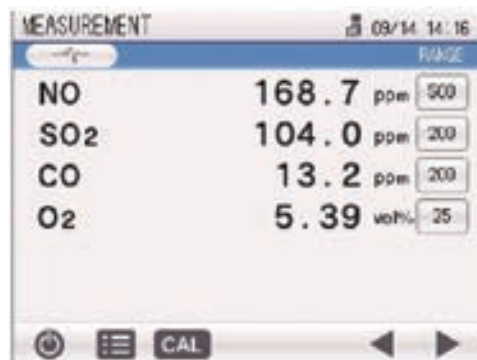 MEASUREMENT 09/14 14:16
RANGE
NO 168.7 ppm 500
SO2 104.0 ppm 200
CO 13.2 ppm 200
O2 5.39 vol% 25
CAL